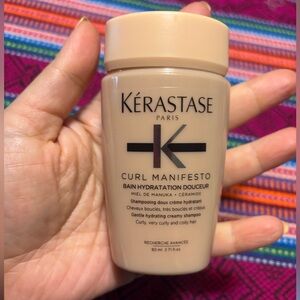 KÉRASTASE
PARIS
K
CURL MANIFESTO
BAIN HYDRATATION DOUCEUR
MIEL DE MANUKA + CÉRAMIDE
Shampooing doux crème hydratant
Cheveux bouclés, très bouclés et crépus
Gentle hydrating creamy shampoo
Curly, very curly and coily hair
RECHERCHE AVANCÉE